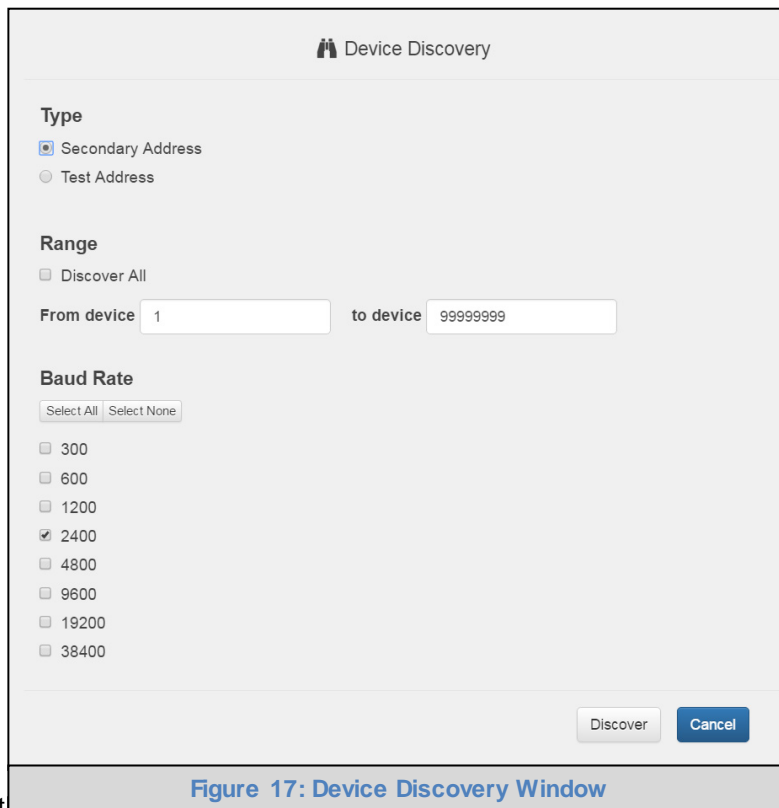 Device Discovery
Type
Secondary Address
Test Address
Range
Discover All
From device 1 to device 99999999
Baud Rate
Select All Select None
300
600
1200
2400
4800
9600
19200
38400
Discover Cancel
t Figure 17: Device Discovery Window